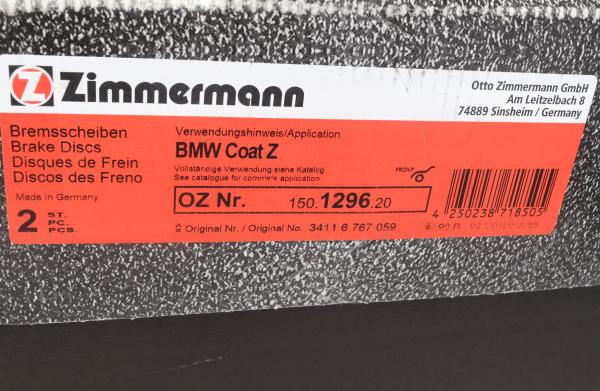 Z Zimmermann
Otto Zimmermann GmbH
Am Leitzelbach 8
74889 Sinsheim / Germany
Bremsscheiben
Brake Discs
Disques de Frein
Discos des Freno
Made in Germany
2 ST.
PC.
PCS.
Verwendungshinweis/Application
BMW Coat Z
Vollständige Verwendung siehe Katalog
See catalogue for complete application
FRONT
OZ Nr. 150.1296.20
≙ Original Nr. / Original No. 3411 6 767 059
4 250238 718505
E1 90 R -